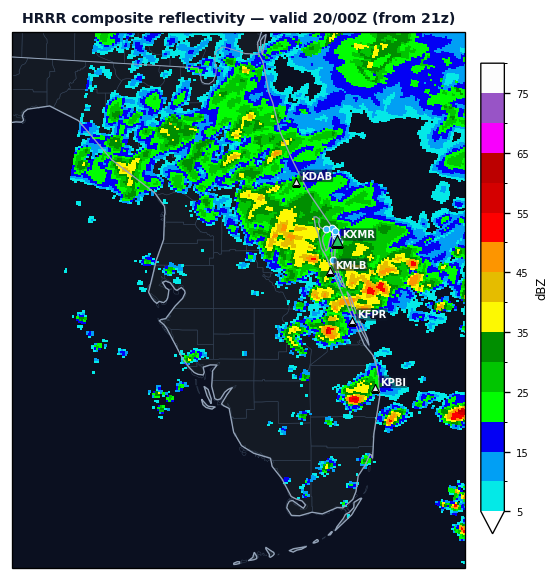 HRRR composite reflectivity — valid 20/00Z (from 21z)
KDAB
KXMR
KMLB
KFPR
KPBI
75
65
55
45
35
25
15
5
dBZ